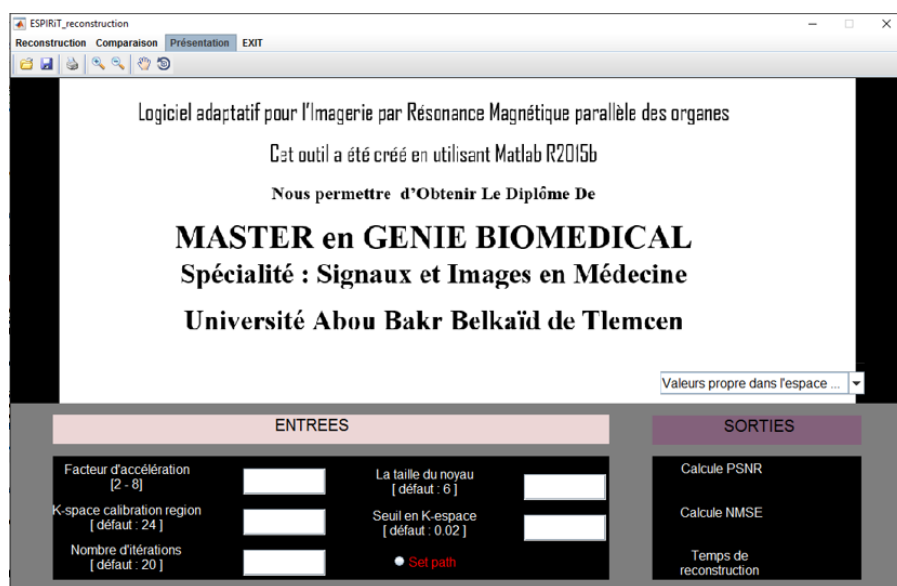 ESPIRiT_reconstruction
Reconstruction Comparaison Présentation EXIT
Logiciel adaptatif pour l'Imagerie par Résonance Magnétique parallèle des organes
Cet outil a été créé en utilisant Matlab R2015b
Nous permettre d'Obtenir Le Diplôme De
MASTER en GENIE BIOMEDICAL
Spécialité : Signaux et Images en Médecine
Université Abou Bakr Belkaïd de Tlemcen
Valeurs propre dans l'espace ...
ENTREES
Facteur d'accélération
[2 - 8]
K-space calibration region
[ défaut : 24 ]
Nombre d'itérations
[ défaut : 20 ]
La taille du noyau
[ défaut : 6 ]
Seuil en K-espace
[ défaut : 0.02 ]
Set path
SORTIES
Calcule PSNR
Calcule NMSE
Temps de
reconstruction